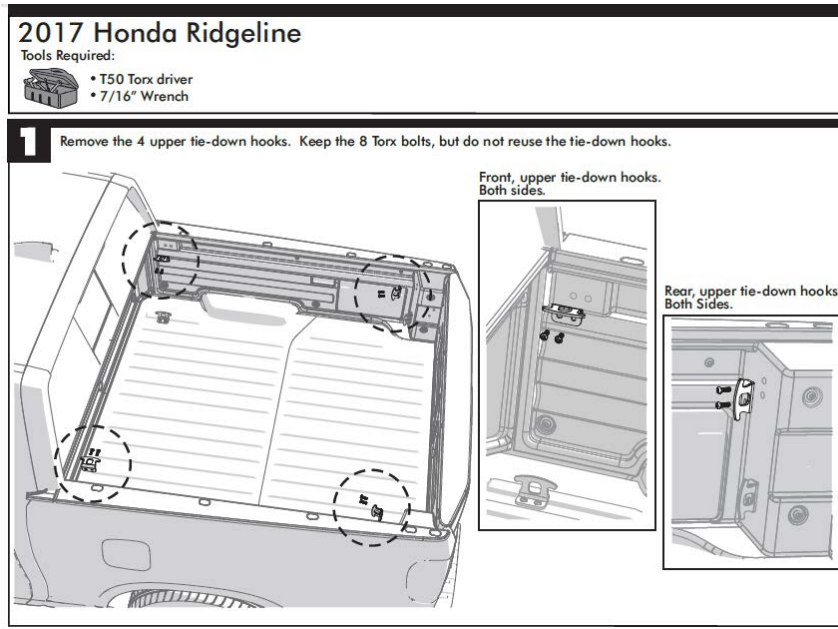 2017 Honda Ridgeline
Tools Required:
• T50 Torx driver
• 7/16" Wrench
1 Remove the 4 upper tie-down hooks. Keep the 8 Torx bolts, but do not reuse the tie-down hooks.
Front, upper tie-down hooks.
Both sides.
Rear, upper tie-down hooks
Both Sides.